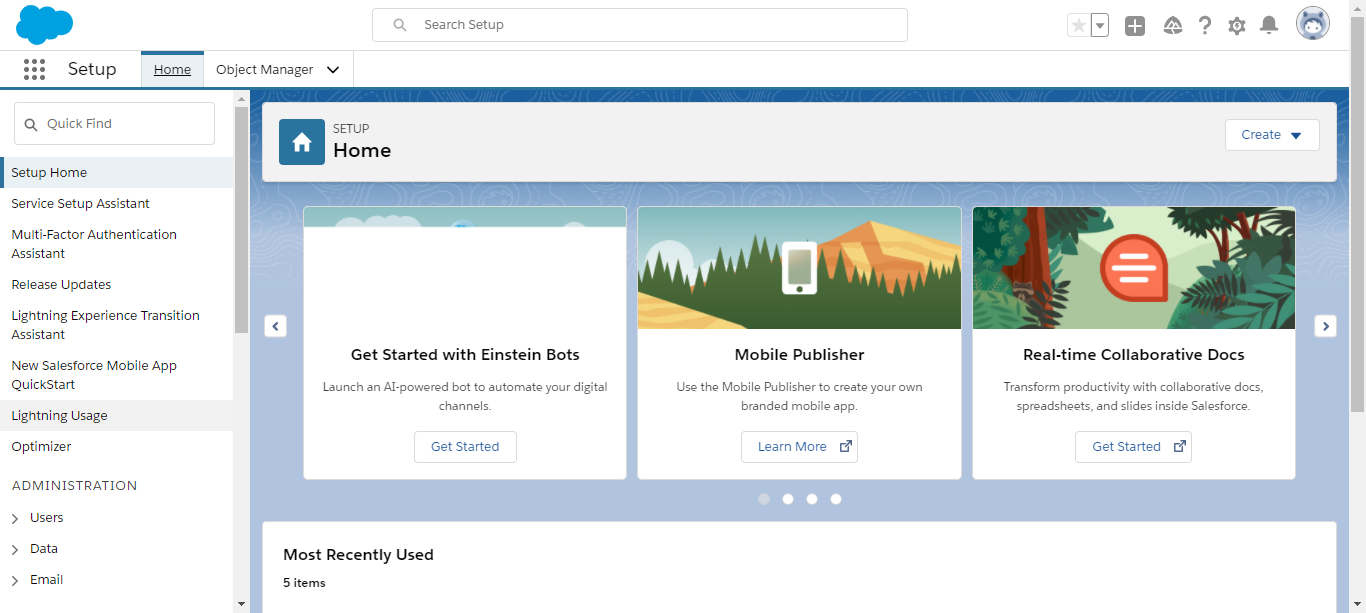 Search Setup
Setup
Home
Object Manager
Quick Find
Setup Home
Service Setup Assistant
Multi-Factor Authentication
Assistant
Release Updates
Lightning Experience Transition
Assistant
New Salesforce Mobile App
QuickStart
Lightning Usage
Optimizer
ADMINISTRATION
Users
Data
Email
SETUP
Home
Create
Get Started with Einstein Bots
Launch an AI-powered bot to automate your digital
channels.
Get Started
Mobile Publisher
Use the Mobile Publisher to create your own
branded mobile app.
Learn More
Real-time Collaborative Docs
Transform productivity with collaborative docs,
spreadsheets, and slides inside Salesforce.
Get Started
Most Recently Used
5 items